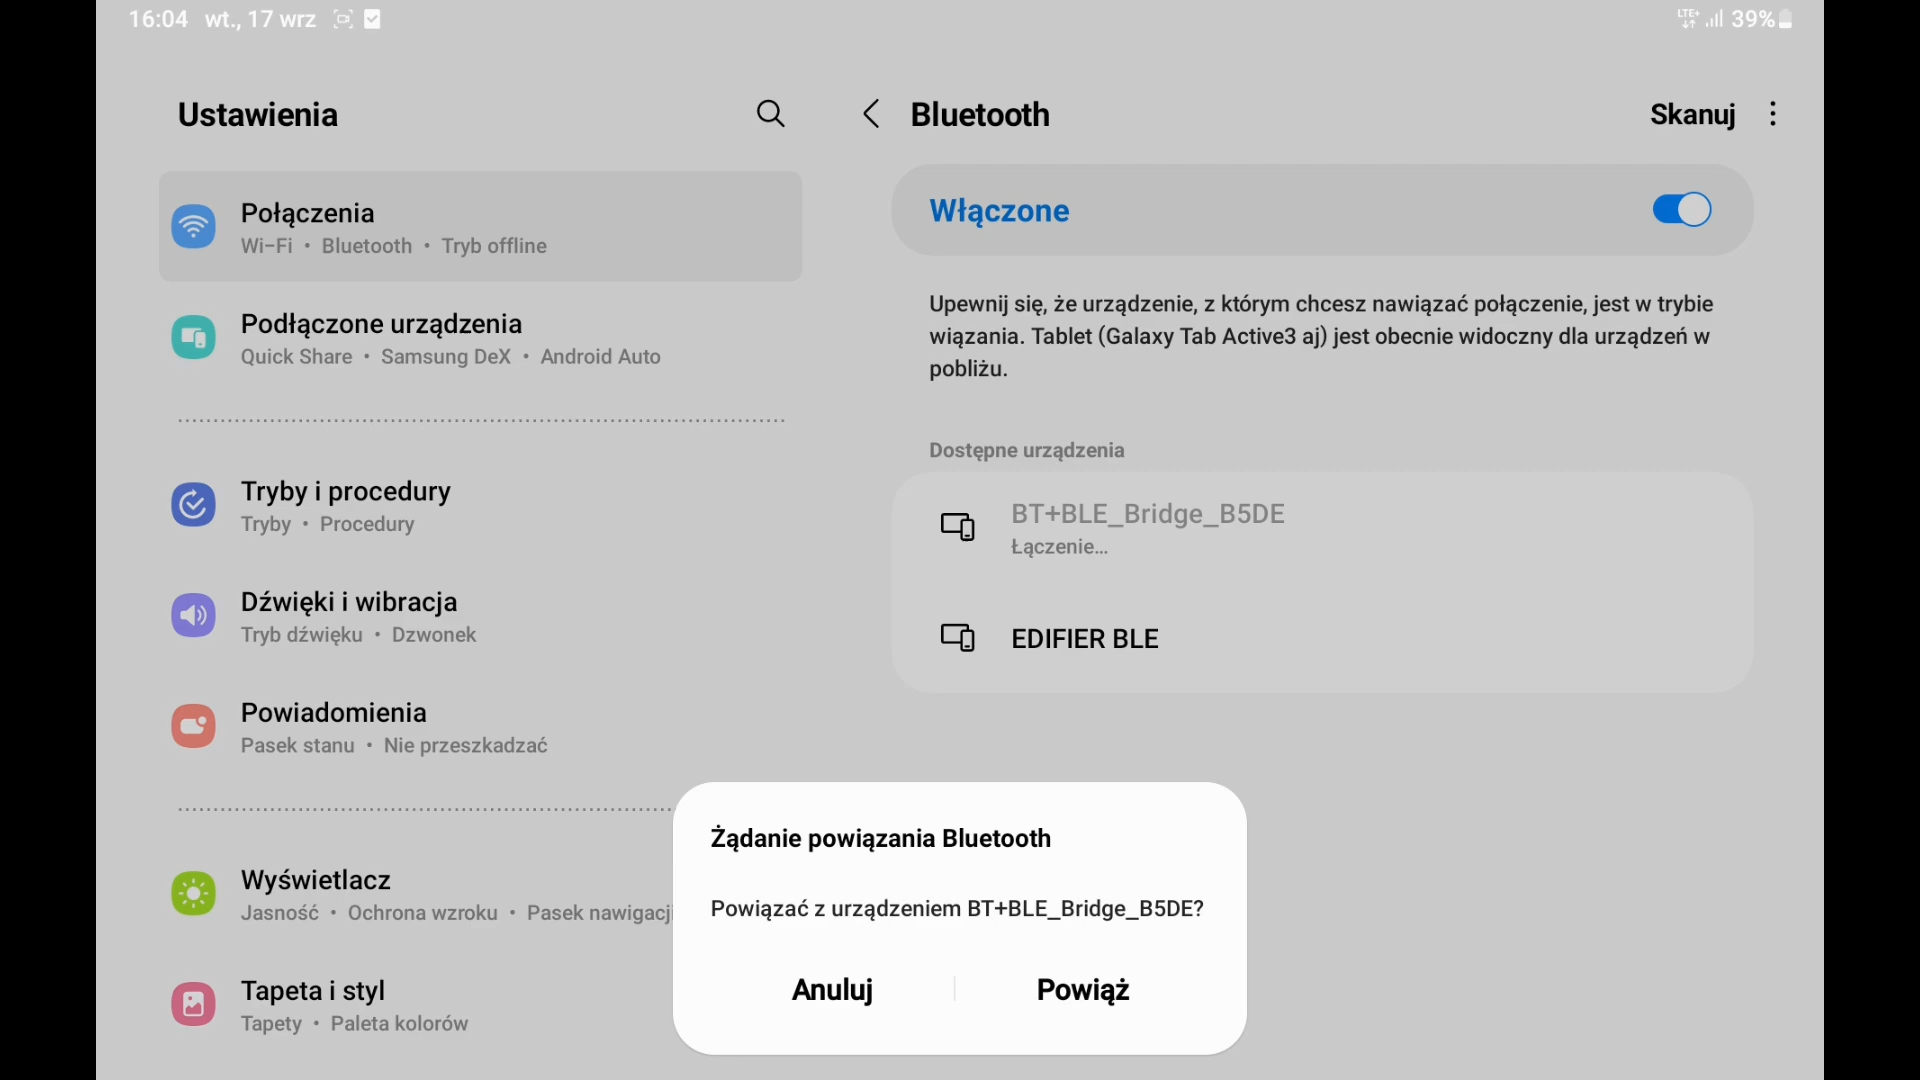 16:04 wt., 17 wrz
LTE+ 39%
Ustawienia
Połączenia
Wi-Fi • Bluetooth • Tryb offline
Podłączone urządzenia
Quick Share • Samsung DeX • Android Auto
Tryby i procedury
Tryby • Procedury
Dźwięki i wibracja
Tryb dźwięku • Dzwonek
Powiadomienia
Pasek stanu • Nie przeszkadzać
Wyświetlacz
Jasność • Ochrona wzroku • Pasek nawigacji
Tapeta i styl
Tapety • Paleta kolorów
Bluetooth
Skanuj
Włączone
Upewnij się, że urządzenie, z którym chcesz nawiązać połączenie, jest w trybie
wiązania. Tablet (Galaxy Tab Active3 aj) jest obecnie widoczny dla urządzeń w
pobliżu.
Dostępne urządzenia
BT+BLE_Bridge_B5DE
Łączenie...
EDIFIER BLE
Żądanie powiązania Bluetooth
Powiązać z urządzeniem BT+BLE_Bridge_B5DE?
Anuluj
Powiąż